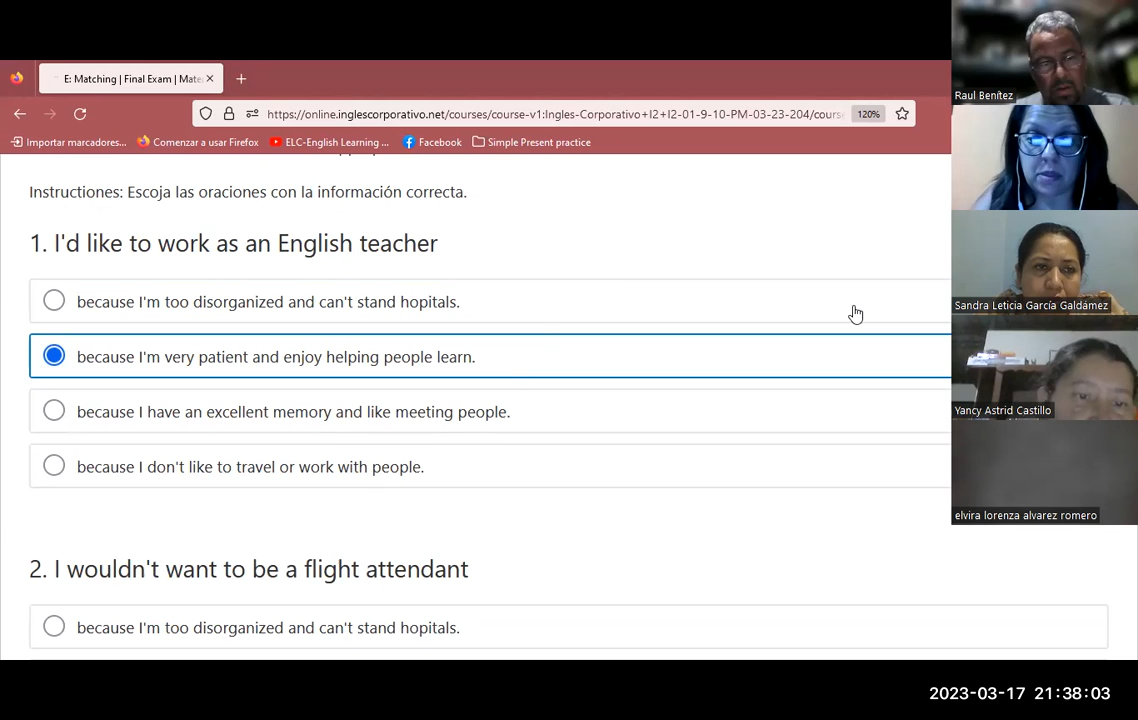 E: Matching | Final Exam | Mate
https://online.inglescorporativo.net/courses/course-v1:Ingles-Corporativo+I2+I2-01-9-10-PM-03-23-204/cours
120%
Importar marcadores...
Comenzar a usar Firefox
ELC-English Learning ...
Facebook
Simple Present practice
Instructiones: Escoja las oraciones con la información correcta.
1. I'd like to work as an English teacher
because I'm too disorganized and can't stand hopitals.
because I'm very patient and enjoy helping people learn.
because I have an excellent memory and like meeting people.
because I don't like to travel or work with people.
2. I wouldn't want to be a flight attendant
because I'm too disorganized and can't stand hopitals.
Raul Benítez
Sandra Leticia García Galdámez
Yancy Astrid Castillo
elvira lorenza alvarez romero
2023-03-17 21:38:03